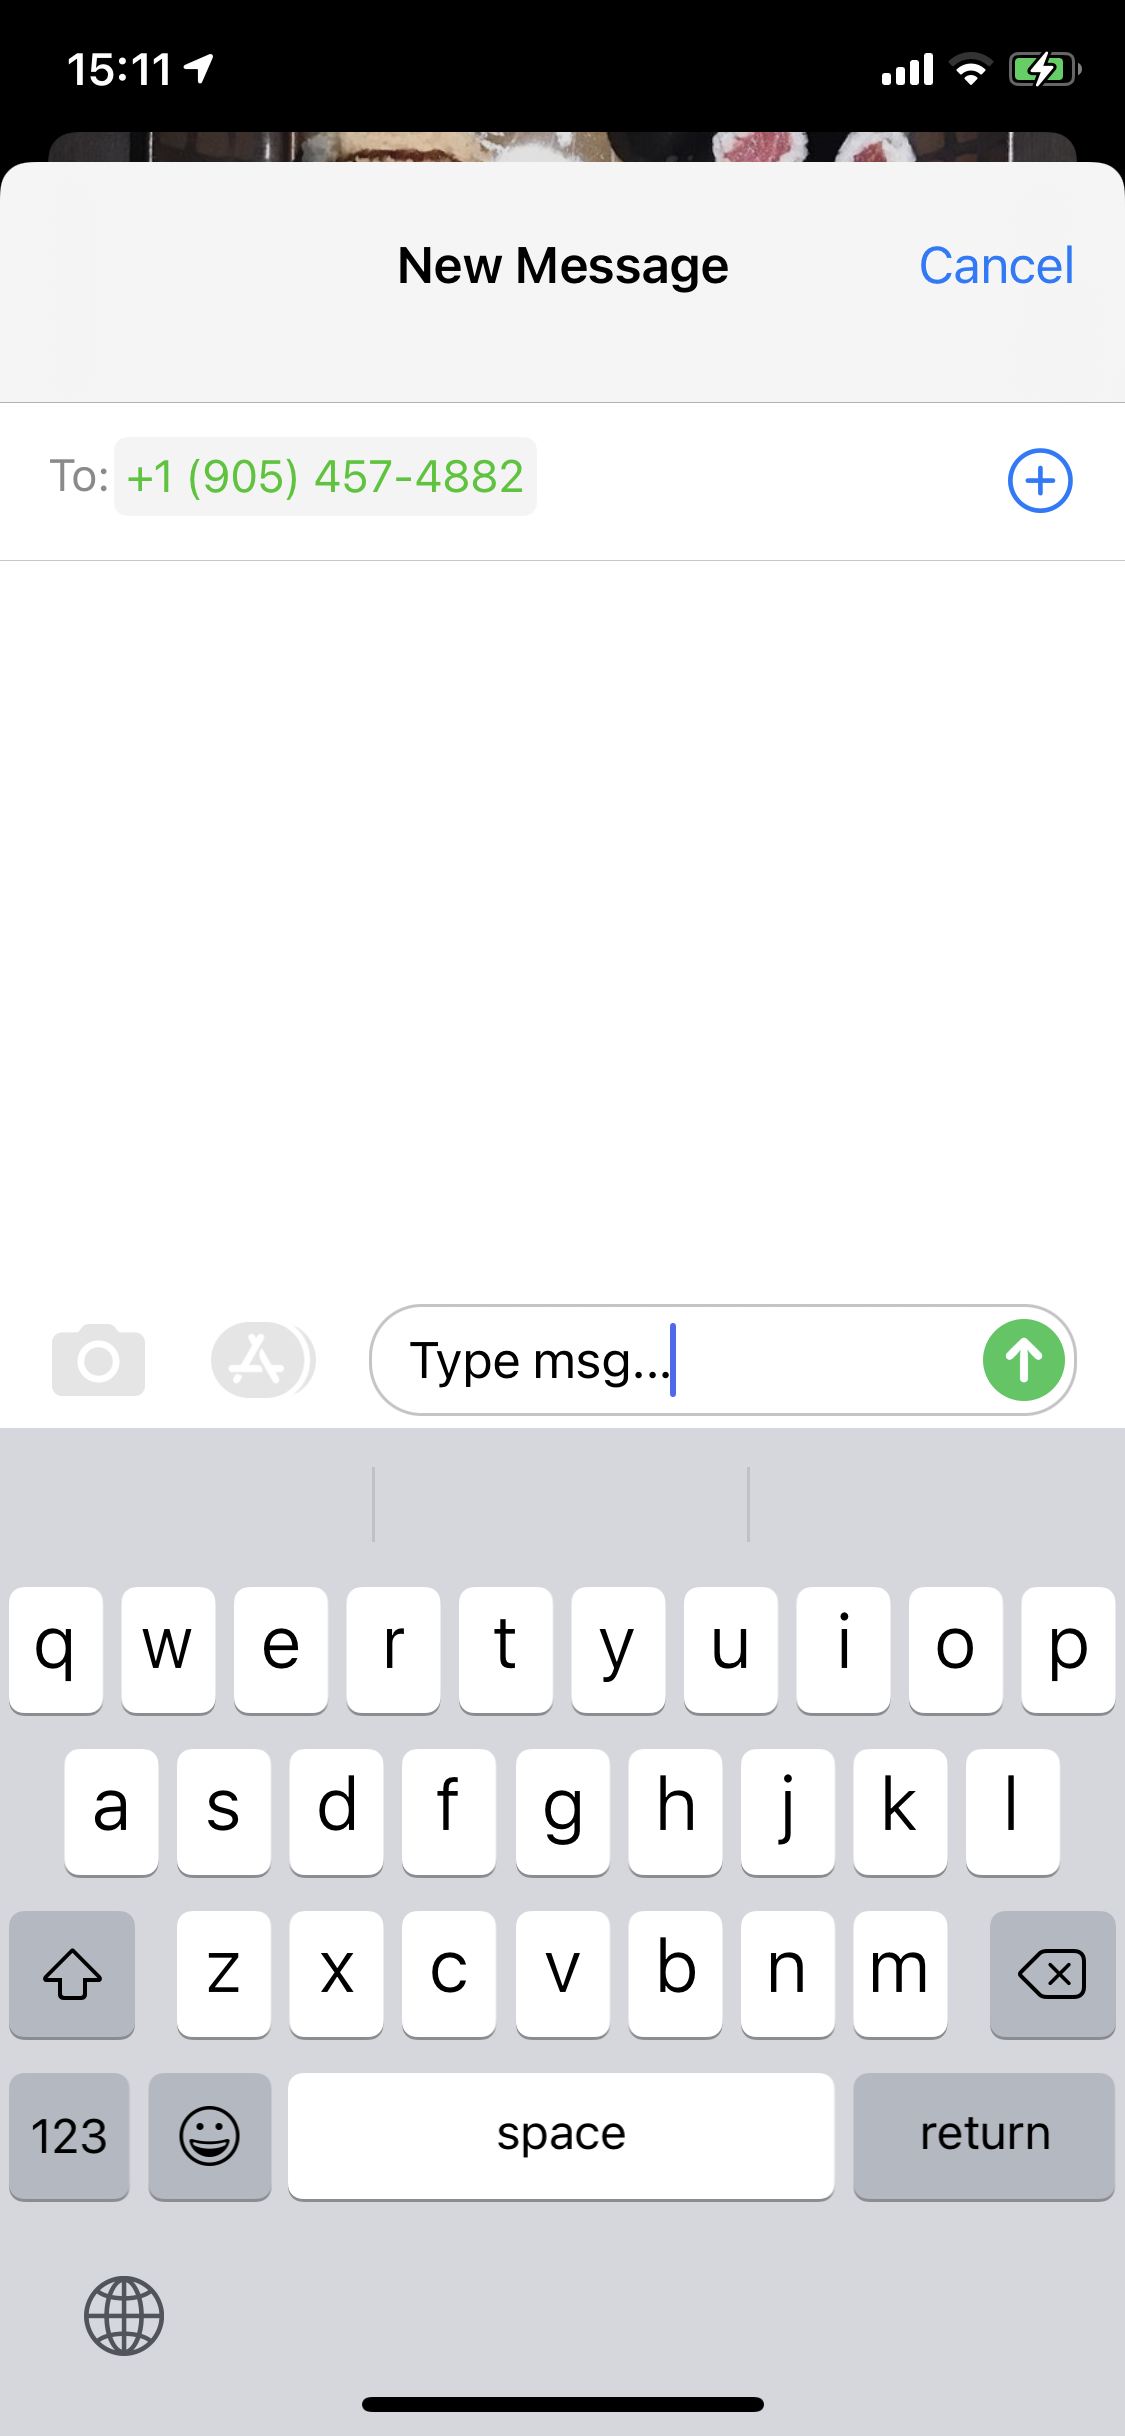 15:11
New Message
Cancel
To: +1 (905) 457-4882
Type msg...
q w e r t y u i o p
a s d f g h j k l
z x c v b n m
123 space return